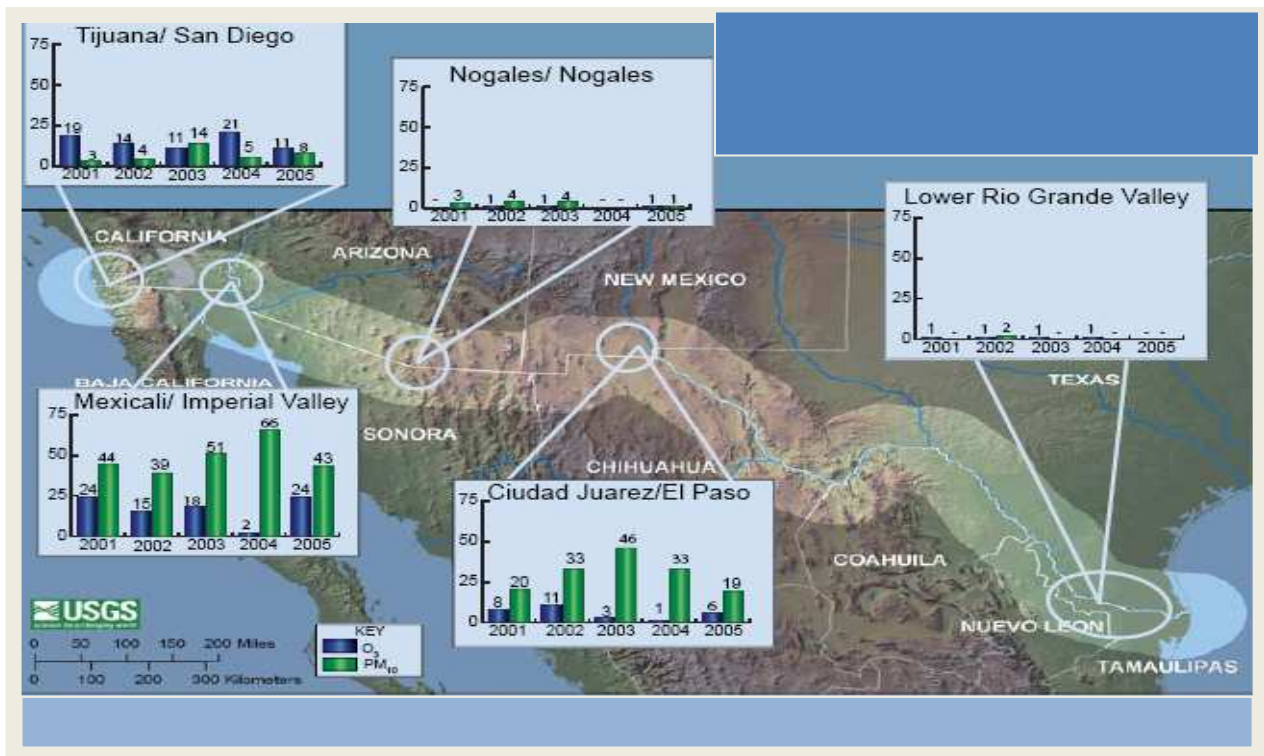 Tijuana/ San Diego
75
50
25
0
19
3
14
4
11
14
21
5
11
8
2001 2002 2003 2004 2005
Nogales/ Nogales
75
50
25
0
- 3 1 4 1 4 - - 1 1
2001 2002 2003 2004 2005
Lower Rio Grande Valley
75
50
25
0
1 - 1 2 1 - 1 - - -
2001 2002 2003 2004 2005
CALIFORNIA
ARIZONA
NEW MEXICO
TEXAS
BAJA CALIFORNIA
SONORA
CHIHUAHUA
COAHUILA
NUEVO LEON
TAMAULIPAS
Mexicali/ Imperial Valley
75
50
25
0
24 44 15 39 18 51 2 66 24 43
2001 2002 2003 2004 2005
Ciudad Juarez/El Paso
75
50
25
0
8 20 11 33 3 46 1 33 6 19
2001 2002 2003 2004 2005
USGS
0 50 100 150 200 Miles
0 100 200 300 Kilometers
KEY
O₃
PM₁₀